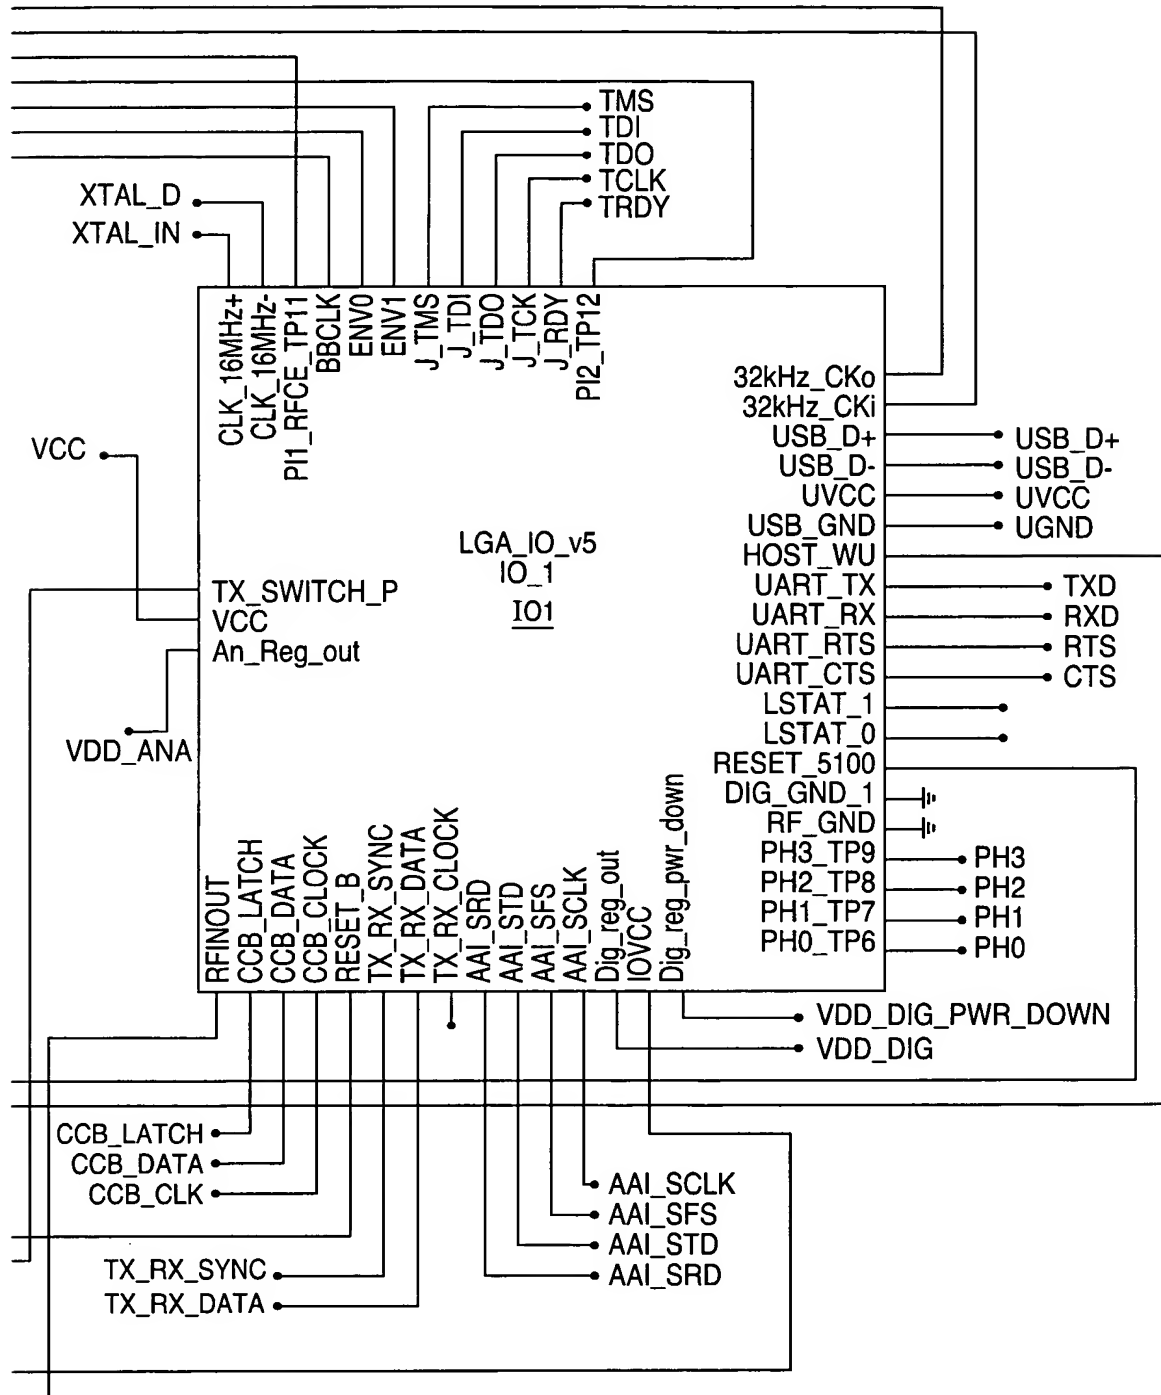 TMS
TDI
TDO
TCLK
TRDY
XTAL_D
XTAL_IN
CLK_16MHz+
CLK_16MHz-
PI1_RFCE_TP11
BBCLK
ENV0
ENV1
J_TMS
J_TDI
J_TDO
J_TCK
J_RDY
PI2_TP12
32kHz_CKo
32kHz_CKi
USB_D+ USB_D+
USB_D- USB_D-
UVCC UVCC
USB_GND UGND
HOST_WU
UART_TX TXD
UART_RX RXD
UART_RTS RTS
UART_CTS CTS
LSTAT_1
LSTAT_0
RESET_5100
DIG_GND_1
RF_GND
PH3_TP9 PH3
PH2_TP8 PH2
PH1_TP7 PH1
PH0_TP6 PH0
VCC
LGA_IO_v5
IO_1
IO1
TX_SWITCH_P
VCC
An_Reg_out
VDD_ANA
RFINOUT
CCB_LATCH
CCB_DATA
CCB_CLOCK
RESET_B
TX_RX_SYNC
TX_RX_DATA
TX_RX_CLOCK
AAI_SRD
AAI_STD
AAI_SFS
AAI_SCLK
Dig_reg_out
IOVCC
Dig_reg_pwr_down
VDD_DIG_PWR_DOWN
VDD_DIG
CCB_LATCH
CCB_DATA
CCB_CLK
AAI_SCLK
AAI_SFS
AAI_STD
AAI_SRD
TX_RX_SYNC
TX_RX_DATA